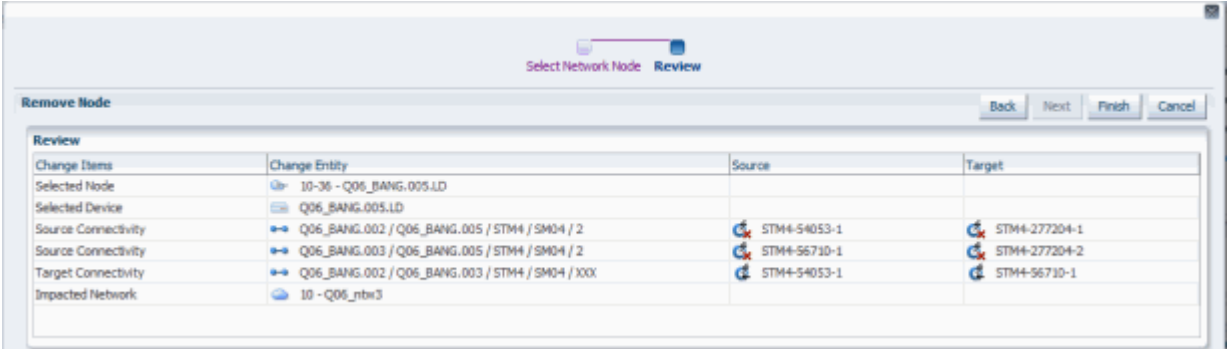 Select Network Node Review
Remove Node
Back Next Finish Cancel
Review
Change Items Change Entity Source Target
Selected Node 10-36 - Q06_BANG.005.LD
Selected Device Q06_BANG.005.LD
Source Connectivity Q06_BANG.002 / Q06_BANG.005 / STM4 / SM04 / 2 STM4-54053-1 STM4-277204-1
Source Connectivity Q06_BANG.003 / Q06_BANG.005 / STM4 / SM04 / 2 STM4-56710-1 STM4-277204-2
Target Connectivity Q06_BANG.002 / Q06_BANG.003 / STM4 / SM04 / XXX STM4-54053-1 STM4-56710-1
Impacted Network 10 - Q06_ntw3